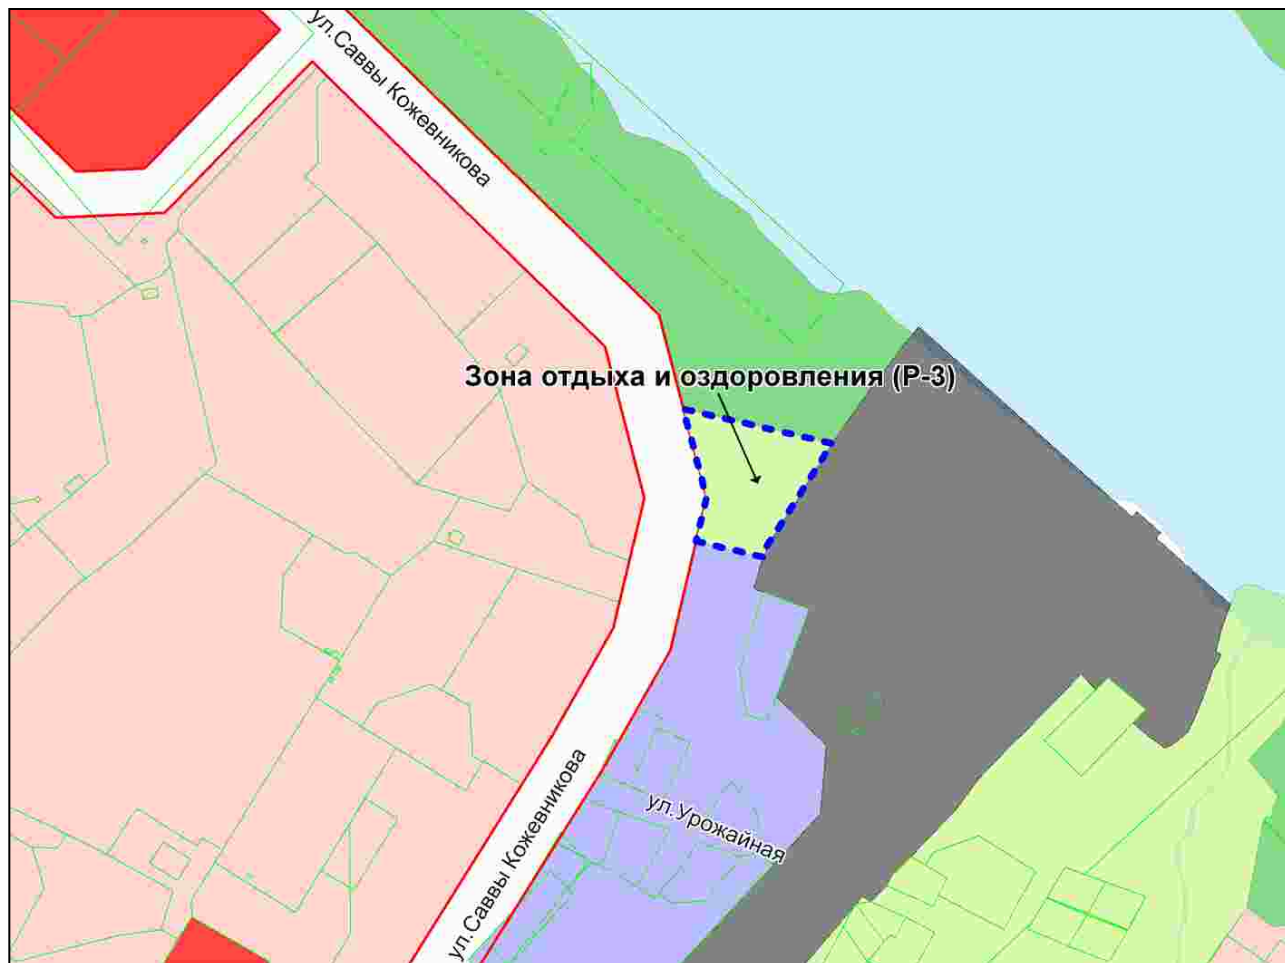 ул.Саввы Кожевникова
Зона отдыха и оздоровления (Р-3)
ул.Саввы Кожевникова
ул.Урожайная